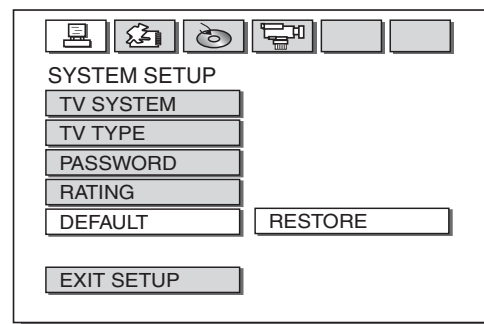 SYSTEM SETUP
TV SYSTEM
TV TYPE
PASSWORD
RATING
DEFAULT RESTORE
EXIT SETUP